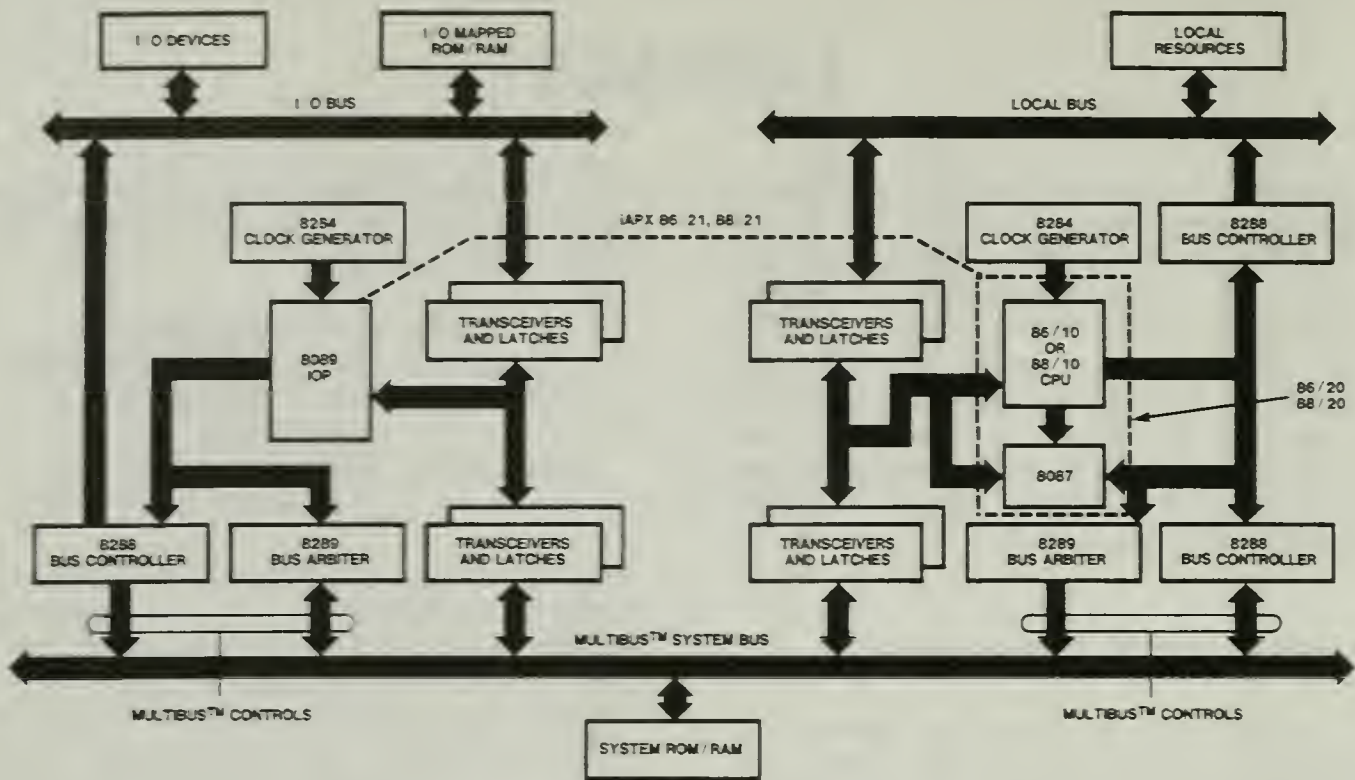 I/O DEVICES
I/O MAPPED
ROM/RAM
LOCAL
RESOURCES
I/O BUS
LOCAL BUS
8284
CLOCK GENERATOR
iAPX 86/21, 88/21
8284
CLOCK GENERATOR
8288
BUS CONTROLLER
8089
IOP
TRANSCEIVERS
AND LATCHES
TRANSCEIVERS
AND LATCHES
86/10
OR
88/10
CPU
86/20
88/20
8087
8288
BUS CONTROLLER
8289
BUS ARBITER
TRANSCEIVERS
AND LATCHES
TRANSCEIVERS
AND LATCHES
8289
BUS ARBITER
8288
BUS CONTROLLER
MULTIBUS™ SYSTEM BUS
MULTIBUS™ CONTROLS
MULTIBUS™ CONTROLS
SYSTEM ROM/RAM